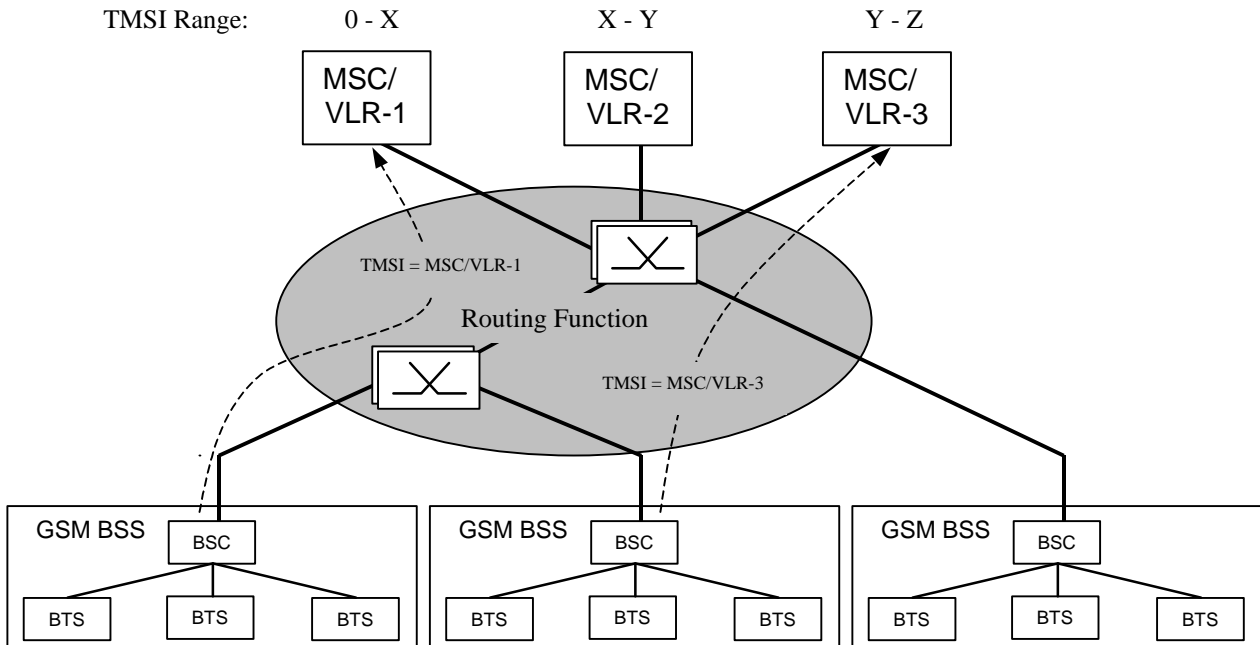 TMSI Range: 0 - X X - Y Y - Z
MSC/
VLR-1
MSC/
VLR-2
MSC/
VLR-3
TMSI = MSC/VLR-1
Routing Function
TMSI = MSC/VLR-3
GSM BSS
BSC
BTS
BTS
BTS
GSM BSS
BSC
BTS
BTS
BTS
GSM BSS
BSC
BTS
BTS
BTS